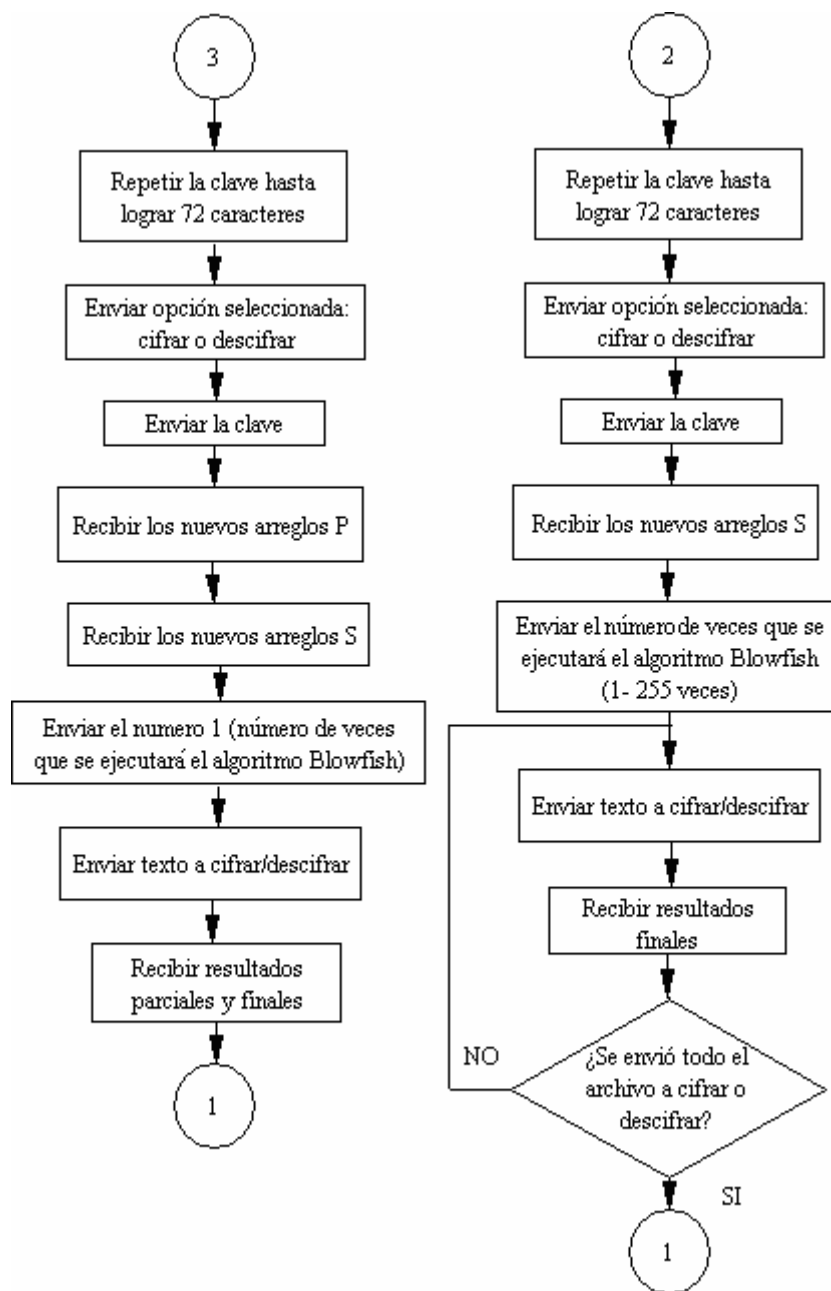 3
Repetir la clave hasta
lograr 72 caracteres
Enviar opción seleccionada:
cifrar o descifrar
Enviar la clave
Recibir los nuevos arreglos P
Recibir los nuevos arreglos S
Enviar el numero 1 (número de veces
que se ejecutará el algoritmo Blowfish)
Enviar texto a cifrar/descifrar
Recibir resultados
parciales y finales
1
2
Repetir la clave hasta
lograr 72 caracteres
Enviar opción seleccionada:
cifrar o descifrar
Enviar la clave
Recibir los nuevos arreglos S
Enviar el número de veces que se
ejecutará el algoritmo Blowfish
(1- 255 veces)
Enviar texto a cifrar/descifrar
Recibir resultados
finales
NO
¿Se envió todo el
archivo a cifrar o
descifrar?
SI
1